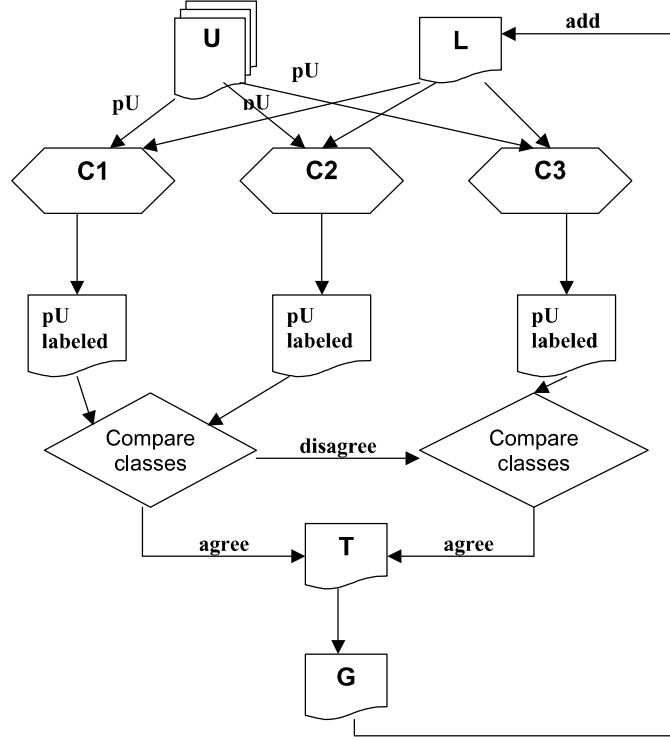 U
L
add
pU
pU
pU
C1
C2
C3
pU
labeled
pU
labeled
pU
labeled
Compare
classes
disagree
Compare
classes
agree
T
agree
G